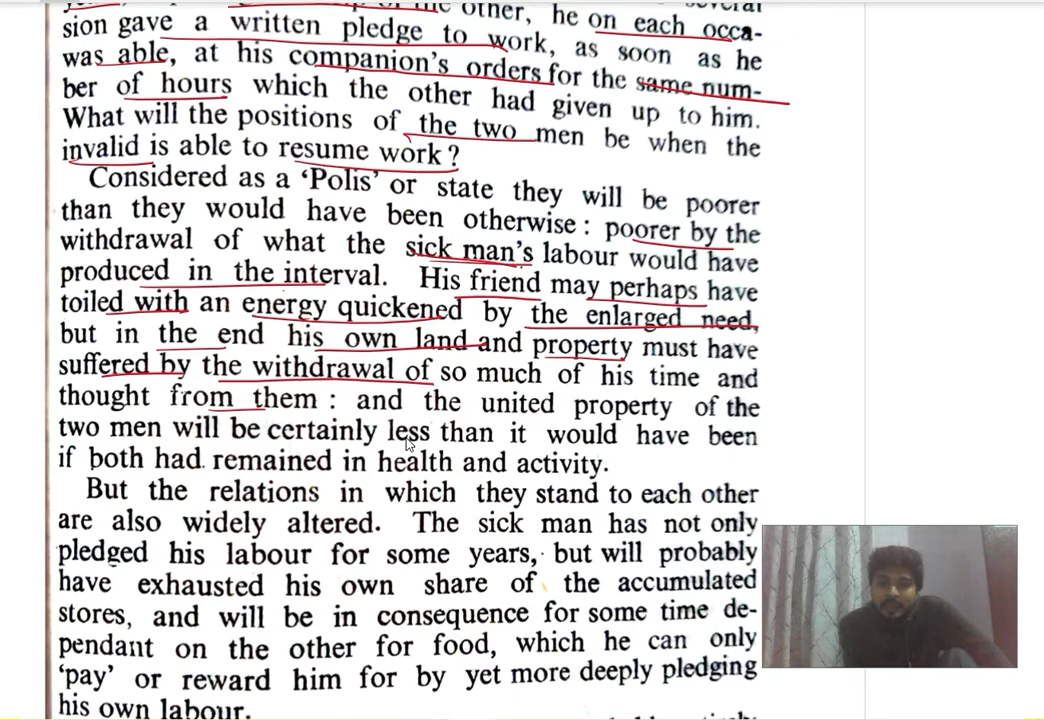 the other, he on each occa-
sion gave a written pledge to work, as soon as he
was able, at his companion's orders for the same num-
ber of hours which the other had given up to him.
What will the positions of the two men be when the
invalid is able to resume work?
Considered as a 'Polis' or state they will be poorer
than they would have been otherwise: poorer by the
withdrawal of what the sick man's labour would have
produced in the interval. His friend may perhaps have
toiled with an energy quickened by the enlarged need,
but in the end his own land and property must have
suffered by the withdrawal of so much of his time and
thought from them: and the united property of the
two men will be certainly less than it would have been
if both had remained in health and activity.
But the relations in which they stand to each other
are also widely altered. The sick man has not only
pledged his labour for some years, but will probably
have exhausted his own share of the accumulated
stores, and will be in consequence for some time de-
pendant on the other for food, which he can only
'pay' or reward him for by yet more deeply pledging
his own labour.